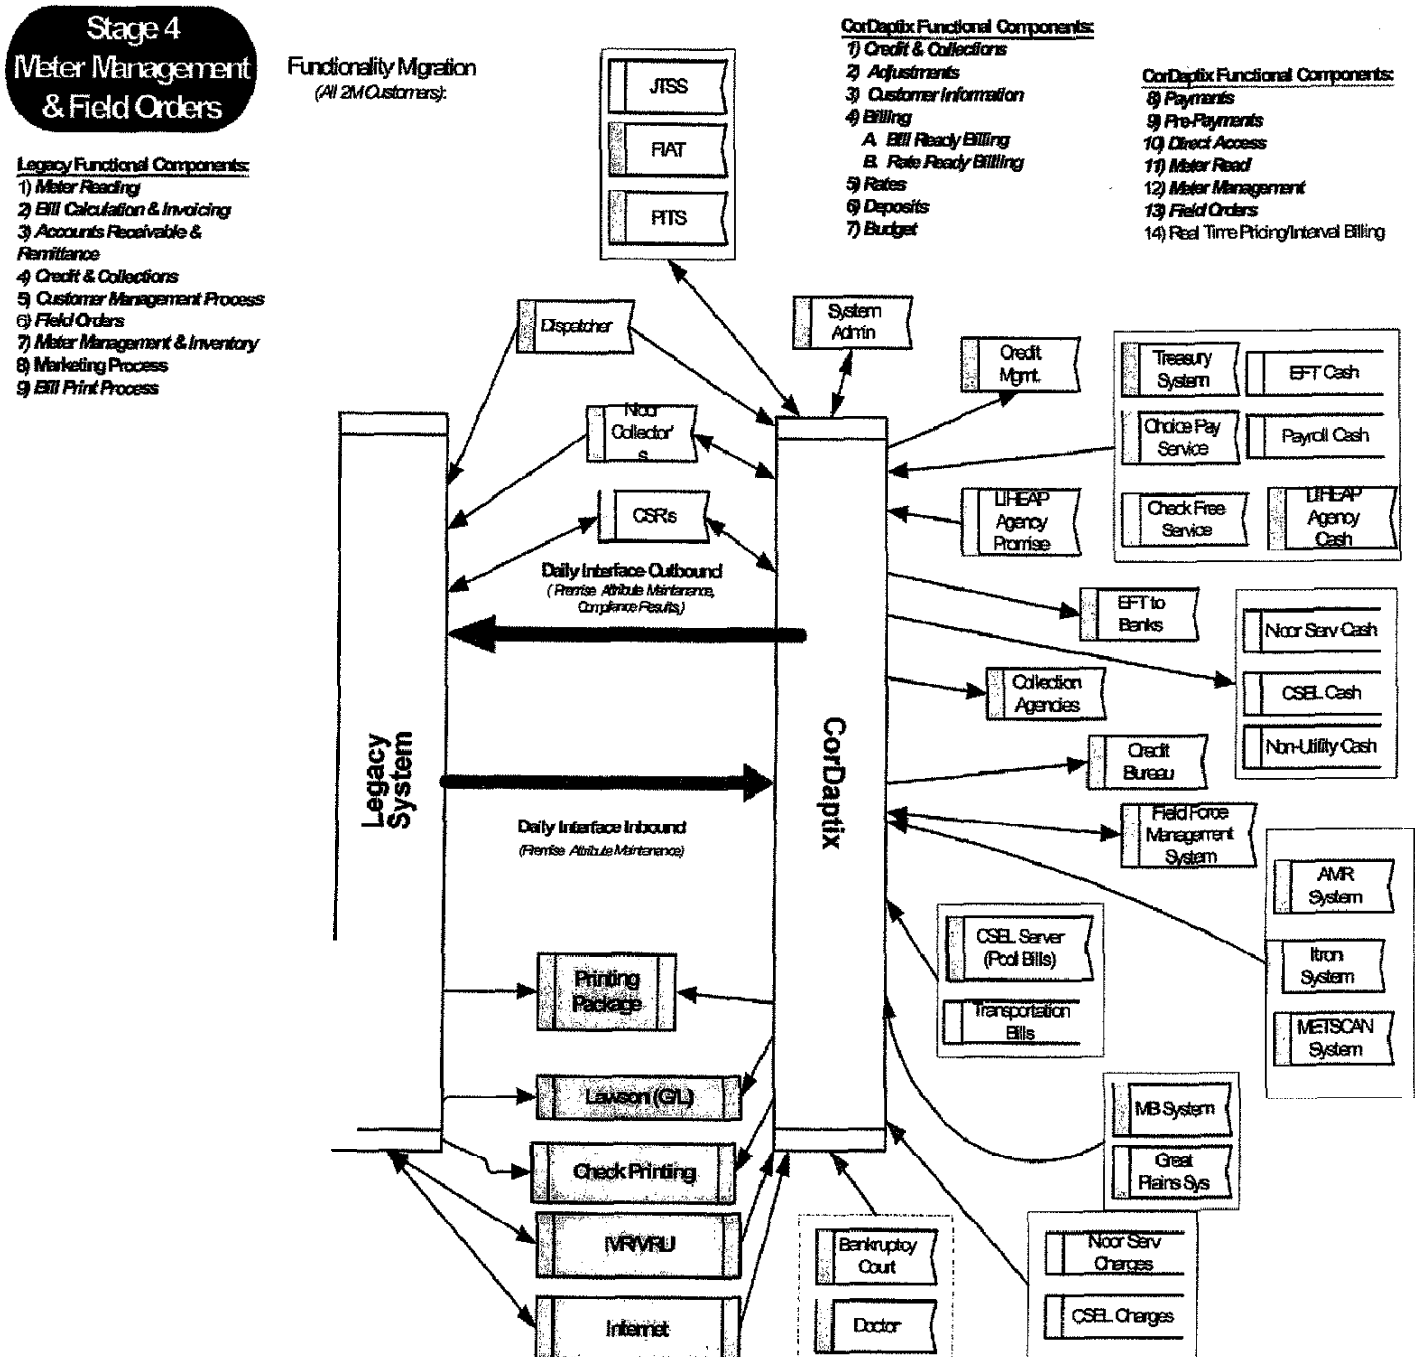 Stage 4
Meter Management
& Field Orders
Functionality Migration
(All 2M Customers):
Legacy Functional Components:
1) Meter Reading
2) Bill Calculation & Invoicing
3) Accounts Receivable &
Remittance
4) Credit & Collections
5) Customer Management Process
6) Field Orders
7) Meter Management & Inventory
8) Marketing Process
9) Bill Print Process
CorDaptix Functional Components:
1) Credit & Collections
2) Adjustments
3) Customer Information
4) Billing
A. Bill Ready Billing
B. Rate Ready Billling
5) Rates
6) Deposits
7) Budget
CorDaptix Functional Components:
8) Payments
9) Pre-Payments
10) Direct Access
11) Meter Read
12) Meter Management
13) Field Orders
14) Real Time Pricing/Interval Billing
JTSS
FIAT
PITS
Dispatcher
System
Admin
Credit
Mgmt.
Treasury
System
EFT Cash
Choice Pay
Service
Payroll Cash
Check Free
Service
LIHEAP
Agency
Cash
Nicor
Collector'
s
CSR's
LIHEAP
Agency
Promise
Daily Interface Outbound
(Premise Attribute Maintenance,
Compliance Results,)
EFT to
Banks
Nicor Serv Cash
CSEL Cash
Non-Utility Cash
Collection
Agencies
Legacy
System
CorDaptix
Credit
Bureau
Daily Interface Inbound
(Premise Attribute Maintenance)
Field Force
Management
System
AMR
System
Itron
System
METSCAN
System
CSEL Server
(Pool Bills)
Transportation
Bills
Printing
Package
Lawson (G/L)
Check Printing
IVR/VRU
Internet
MB System
Great
Plains Sys
Bankruptcy
Court
Doctor
Nicor Serv
Charges
CSEL Charges